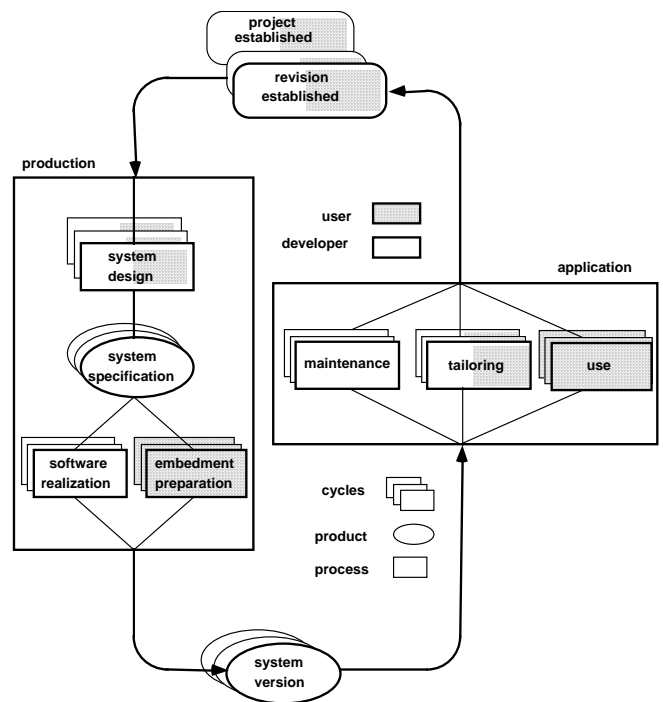 project
established
revision
established
production
user
developer
system
design
application
system
specification
maintenance
tailoring
use
software
realization
embedment
preparation
cycles
product
process
system
version